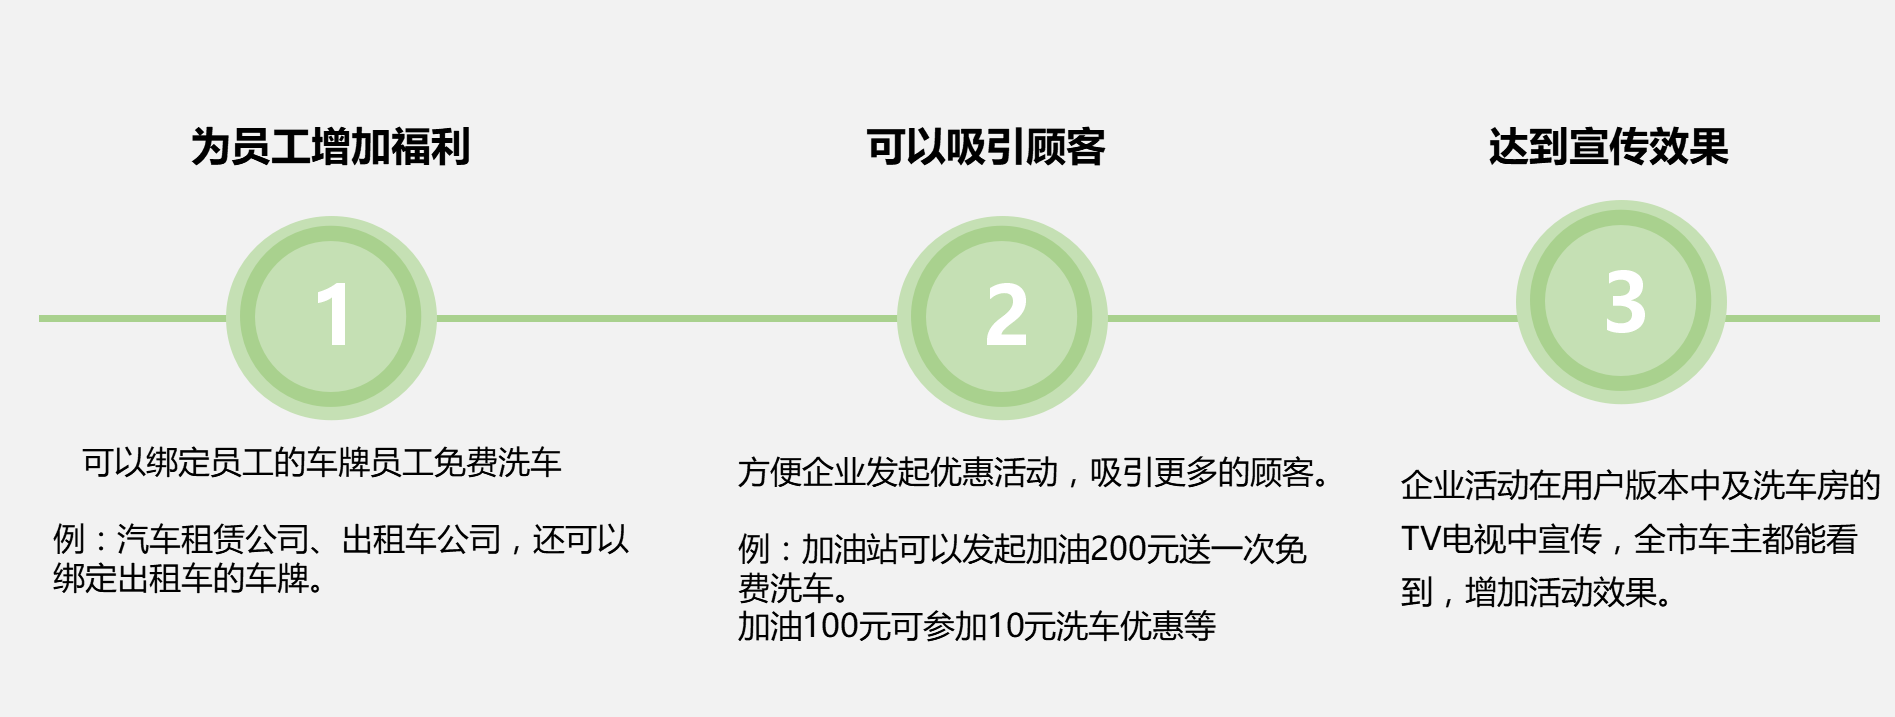 为员工增加福利
可以吸引顾客
达到宣传效果
1
2
3
可以绑定员工的车牌员工免费洗车
例：汽车租赁公司、出租车公司，还可以
绑定出租车的车牌。
方便企业发起优惠活动，吸引更多的顾客。
例：加油站可以发起加油200元送一次免
费洗车。
加油100元可参加10元洗车优惠等
企业活动在用户版本中及洗车房的
TV电视中宣传，全市车主都能看
到，增加活动效果。